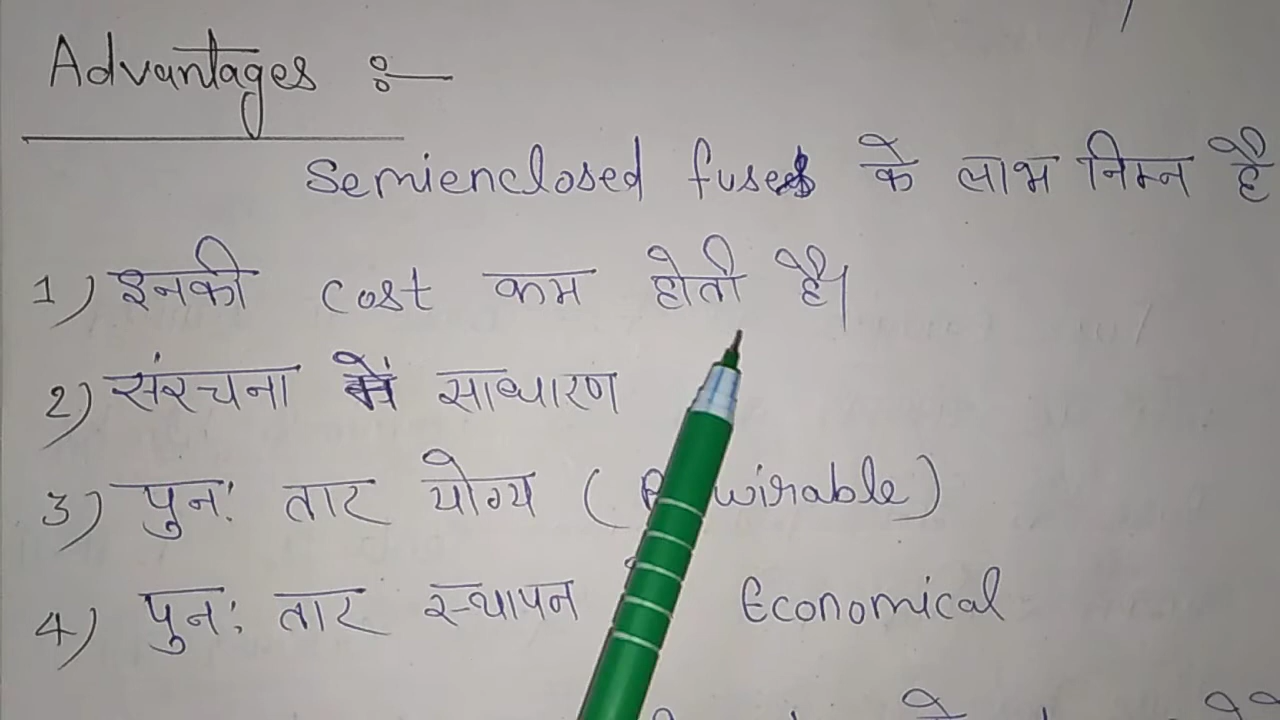 Advantages :-
Semienclosed fuses के लाभ निम्न है
1) इनकी cost कम होती है।
2) संरचना में साधारण
3) पुनः तार योग्य ( wirable)
4) पुनः तार स्थापन Economical